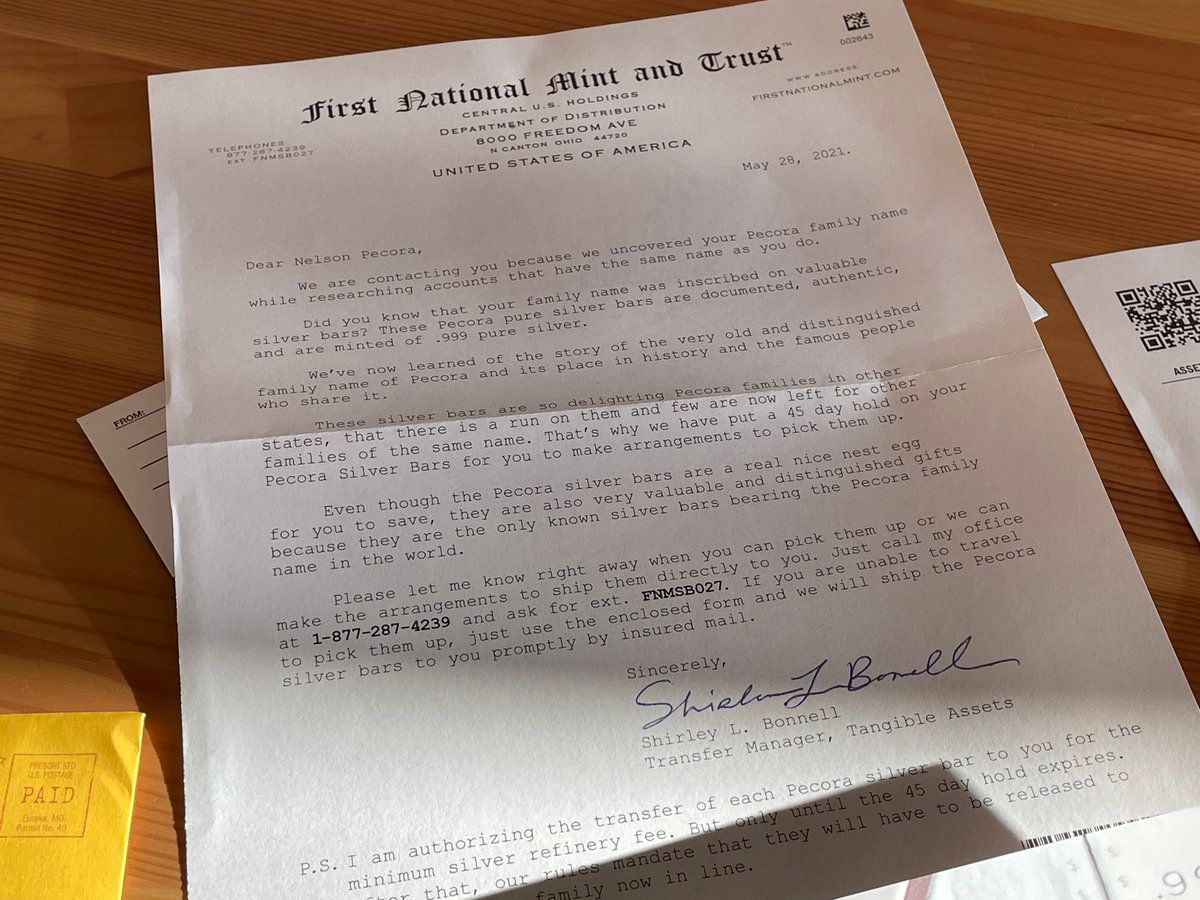 First National Mint and Trust™
CENTRAL U.S. HOLDINGS
DEPARTMENT OF DISTRIBUTION
8000 FREEDOM AVE
N CANTON OHIO 44720
UNITED STATES OF AMERICA
TELEPHONES
877-287-4239
EXT. FNMSB027
002643
WWW ADDRESS
FIRSTNATIONALMINT.COM
May 28, 2021.
Dear Nelson Pecora,
We are contacting you because we uncovered your Pecora family name
while researching accounts that have the same name as you do.
Did you know that your family name was inscribed on valuable
silver bars? These Pecora pure silver bars are documented, authentic,
and are minted of .999 pure silver.
We've now learned of the story of the very old and distinguished
family name of Pecora and its place in history and the famous people
who share it.
These silver bars are so delighting Pecora families in other
states, that there is a run on them and few are now left for other
families of the same name. That's why we have put a 45 day hold on your
Pecora Silver Bars for you to make arrangements to pick them up.
Even though the Pecora silver bars are a real nice nest egg
for you to save, they are also very valuable and distinguished gifts
because they are the only known silver bars bearing the Pecora family
name in the world.
Please let me know right away when you can pick them up or we can
make the arrangements to ship them directly to you. Just call my office
at 1-877-287-4239 and ask for ext. FNMSB027. If you are unable to travel
to pick them up, just use the enclosed form and we will ship the Pecora
silver bars to you promptly by insured mail.
Sincerely,
Shirley L Bonnell
Shirley L. Bonnell
Transfer Manager, Tangible Assets
P.S. I am authorizing the transfer of each Pecora silver bar to you for the
minimum silver refinery fee. But only until the 45 day hold expires.
that, our rules mandate that they will have to be released to
family now in line.
FROM:
PRESORT STD
U.S. POSTAGE
PAID
Eureka, MO
Permit No. 40
ASSE
.9